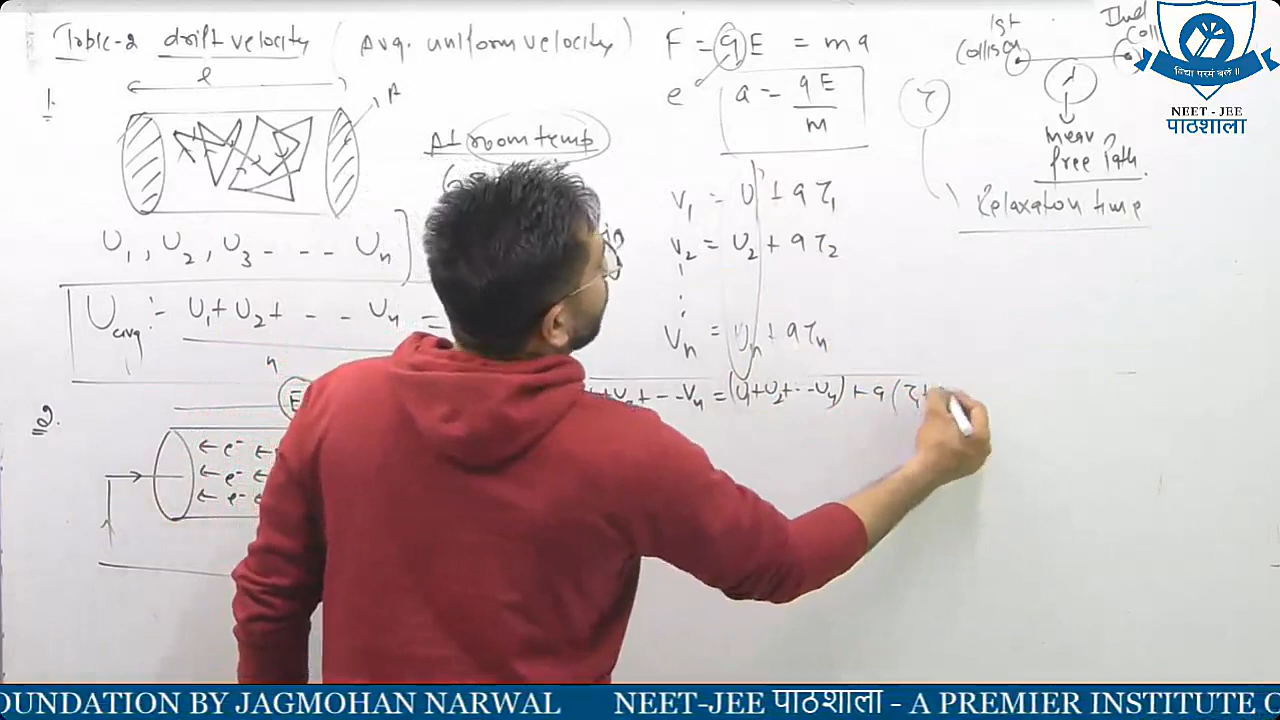 Topic-2 drift velocity ( Avg. uniform velocity )
l
1.
A
At room temp
U₁, U₂, U₃ - - - - Uₙ
Uavg :- U₁+U₂+ - - Uₙ =
n
2.
E
← e⁻ ←
← e⁻ ←
← e⁻ ←
F = qE = ma
e
a = qE
m
V₁ = U₁ + aτ₁
V₂ = U₂ + aτ₂
Vₙ = Uₙ + aτₙ
+ - - Vₙ = (U₁+U₂+ - - Uₙ) + a (τ₁+
1st
Collision
IInd
Coll
λ
mean
free Path
τ
Relaxation time
विद्या परमं बलं॥
NEET - JEE
पाठशाला
OUNDATION BY JAGMOHAN NARWAL NEET-JEE पाठशाला - A PREMIER INSTITUTE